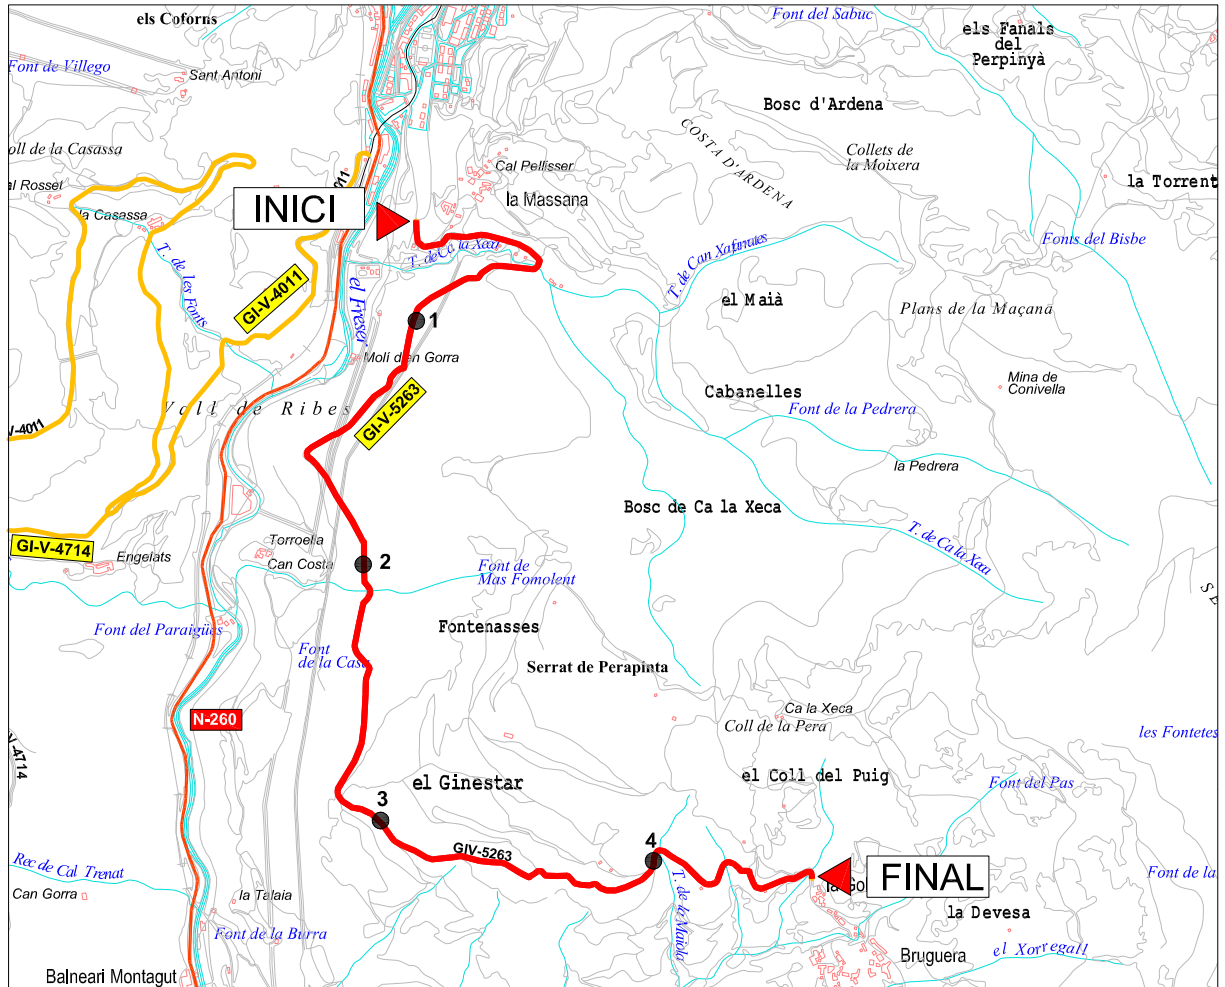 els Coforns
Font del Sabuc
els Fanals
del
Perpinyà
Font de Villego
Sant Antoni
Bosc d'Ardena
COSTA D'ARDENA
oll de la Casassa
Collets de
la Moixera
Cal Pellisser
al Rosset
la Massana
la Torrent
INICI
4011
la Casassa
T. de les Fonts
T. de Ca la Xeca
T. de Can Xafarrutes
Fonts del Bisbe
GI-V-4011
el Freser
el Maià
Plans de la Maçana
1
Molí d'en Gorra
Mina de
Conivella
Cabanelles
GI-V-5263
Vall de Ribes
Font de la Pedrera
V-4011
la Pedrera
Bosc de Ca la Xeca
T. de Ca la Xeca
GI-V-4714
Engelats
Torroella
Can Costa
2
Font de
Mas Fomolent
Font del Paraigües
Fontenasses
Font
de la Casa
Serrat de Perapinta
N-260
Ca la Xeca
Coll de la Pera
les Fontetes
V-4714
el Ginestar
el Coll del Puig
Font del Pas
3
GIV-5263
4
Rec de Cal Trenat
Can Gorra
la Talaia
T. de la Maiola
FINAL
Font de la
la Devesa
Font de la Burra
Bruguera
el Xorregall
Balneari Montagut